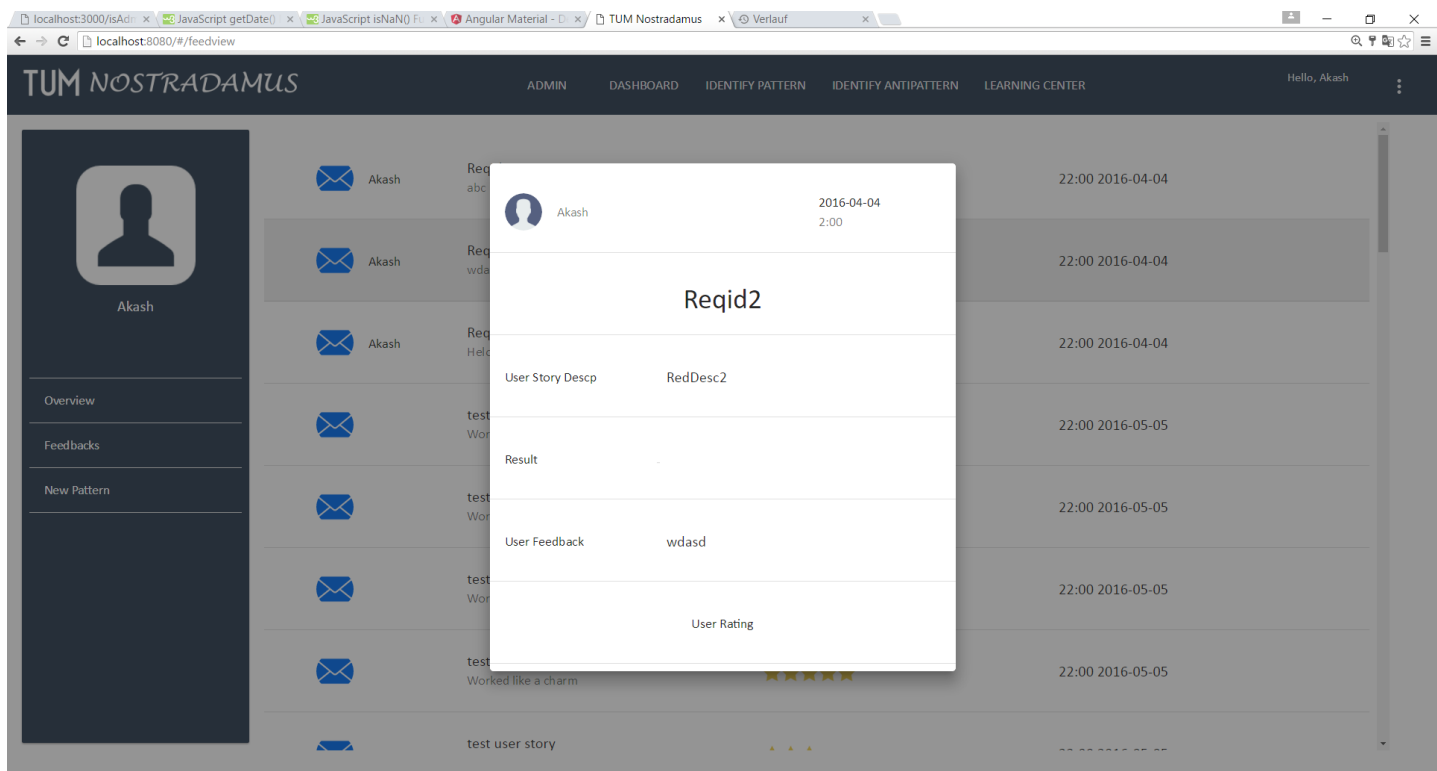 localhost:3000/isAdm
JavaScript getDate()
JavaScript isNaN() Fu
Angular Material - D
TUM Nostradamus
Verlauf
localhost:8080/#/feedview
TUM NOSTRADAMUS
ADMIN
DASHBOARD
IDENTIFY PATTERN
IDENTIFY ANTIPATTERN
LEARNING CENTER
Hello, Akash
Akash
Overview
Feedbacks
New Pattern
Akash
Req
abc
22:00 2016-04-04
Akash
Req
wda
22:00 2016-04-04
Akash
Req
Helo
22:00 2016-04-04
test
Wor
22:00 2016-05-05
test
Wor
22:00 2016-05-05
test
Wor
22:00 2016-05-05
test
Worked like a charm
22:00 2016-05-05
test user story
Akash
2016-04-04
2:00
Reqid2
User Story Descp
RedDesc2
Result
User Feedback
wdasd
User Rating